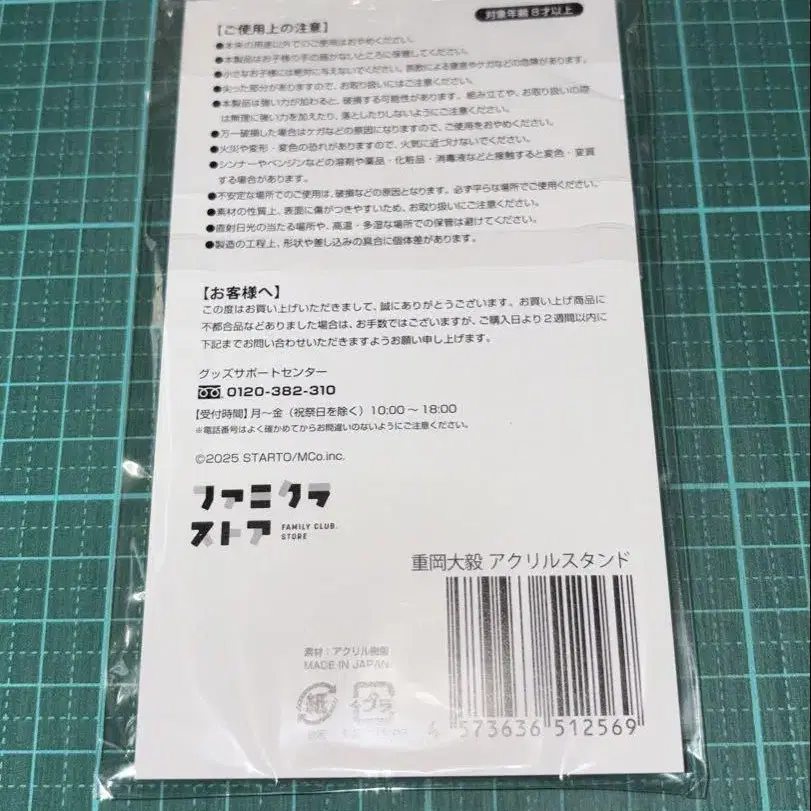 対象年齢 8才以上
【ご使用上の注意】
●本来の用途以外でのご使用はおやめください。
●本製品はお子様の手の届かないところに保管してください。
●小さなお子様には絶対に与えないでください。誤飲による窒息やケガなどの危険があります。
●尖った部分がありますので、お取り扱いにはご注意ください。
●本製品は強い力が加わると、破損する可能性があります。組み立てや、お取り扱いの際
は無理に強い力を加えたり、落としたりしないようにご注意ください。
●万一破損した場合はケガなどの原因になりますので、ご使用をおやめください。
●火災や変形・変色の恐れがありますので、火気に近づけないでください。
●シンナーやベンジンなどの溶剤や薬品・化粧品・消毒液などと接触すると変色・変質
する場合があります。
●不安定な場所でのご使用は、破損などの原因となります。必ず平らな場所でご使用ください。
●素材の性質上、表面に傷がつきやすいため、お取り扱いにご注意ください。
●直射日光の当たる場所や、高温・多湿な場所での保管は避けてください。
●製造の工程上、形状や差し込みの具合に個体差があります。
【お客様へ】
この度はお買い上げいただきまして、誠にありがとうございます。お買い上げ商品に
不都合品などありました場合は、お手数ではございますが、ご購入日より2週間以内に
下記までお問い合わせいただきますようお願い申し上げます。
グッズサポートセンター
0120-382-310
【受付時間】月〜金（祝祭日を除く）10:00〜18:00
※電話番号はよく確かめてからお間違いのないようにご注意ください。
©2025 STARTO/MCo.inc.
ファミクラ
ストア
FAMILY CLUB
STORE
重岡大毅 アクリルスタンド
素材：アクリル樹脂
MADE IN JAPAN
紙
プラ
4 573636 512569